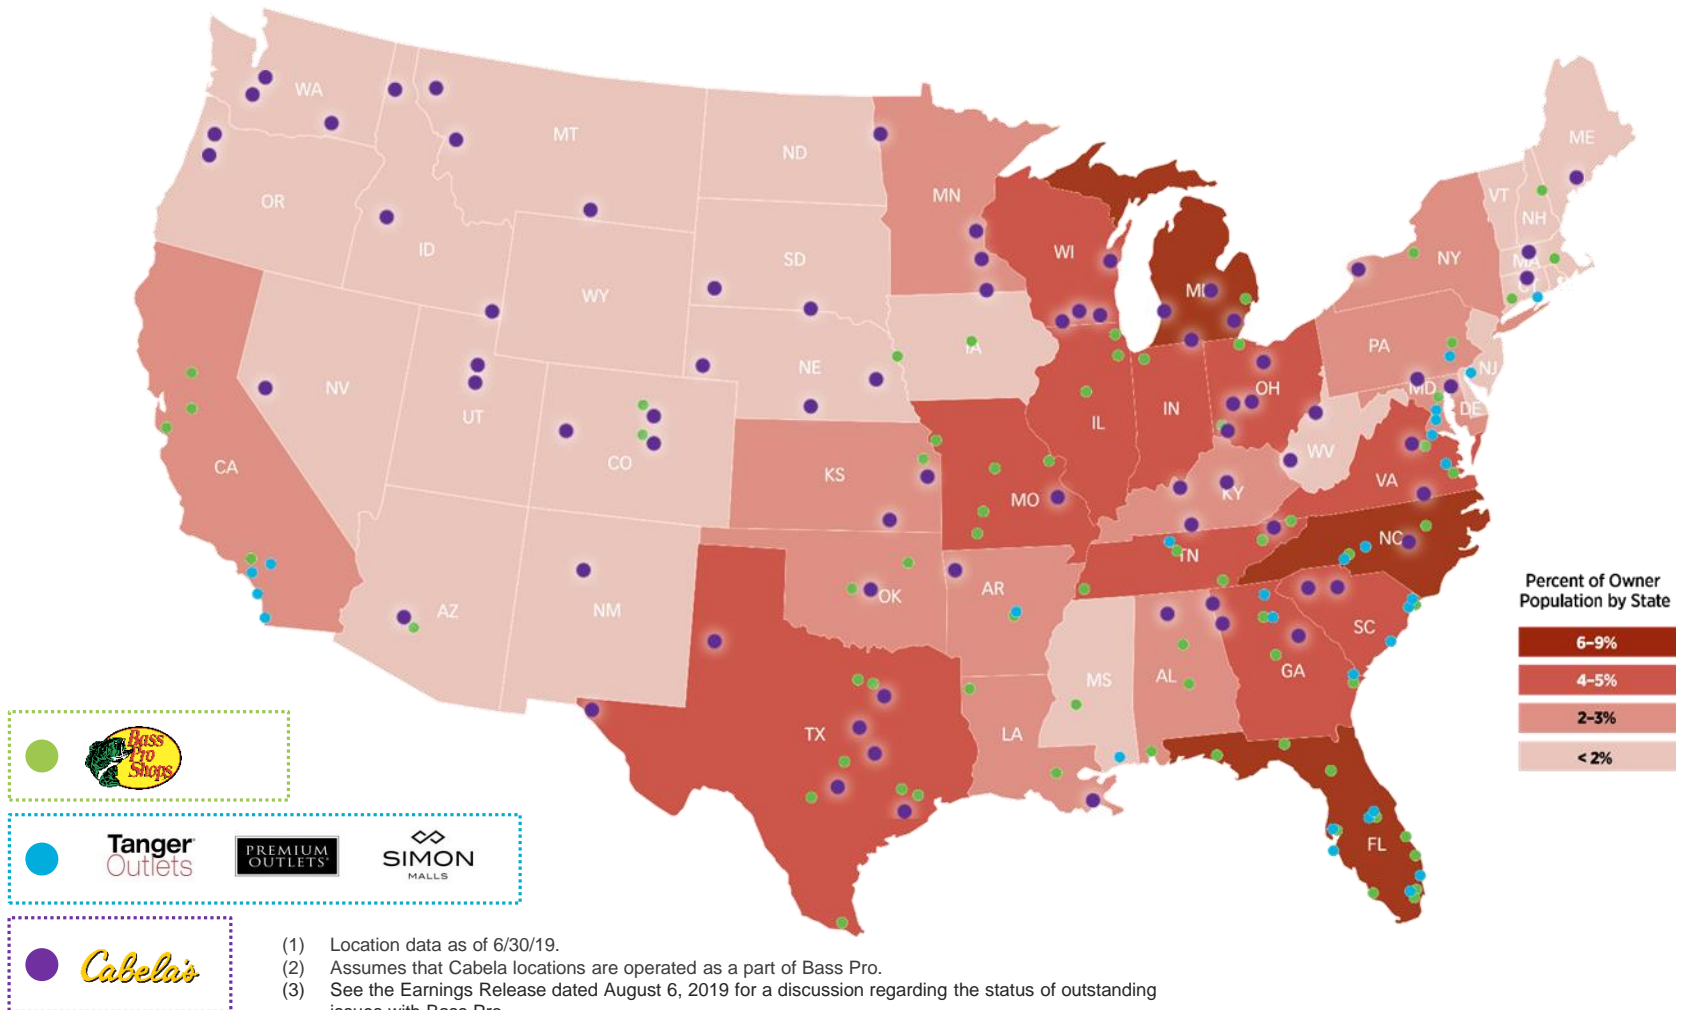 WA
MT
ND
MN
ME
VT
NH
OR
ID
SD
WI
MI
NY
MA
CT
WY
IA
PA
NJ
NV
NE
OH
MD
DE
UT
IL
IN
CO
WV
CA
KS
MO
VA
KY
AZ
NM
OK
AR
TN
NC
SC
MS
AL
GA
TX
LA
FL
Percent of Owner
Population by State
6–9%
4–5%
2–3%
< 2%
Bass
Pro
Shops
Tanger
Outlets
PREMIUM
OUTLETS®
SIMON
MALLS
Cabela's
(1) Location data as of 6/30/19.
(2) Assumes that Cabela locations are operated as a part of Bass Pro.
(3) See the Earnings Release dated August 6, 2019 for a discussion regarding the status of outstanding
issues with Bass Pro